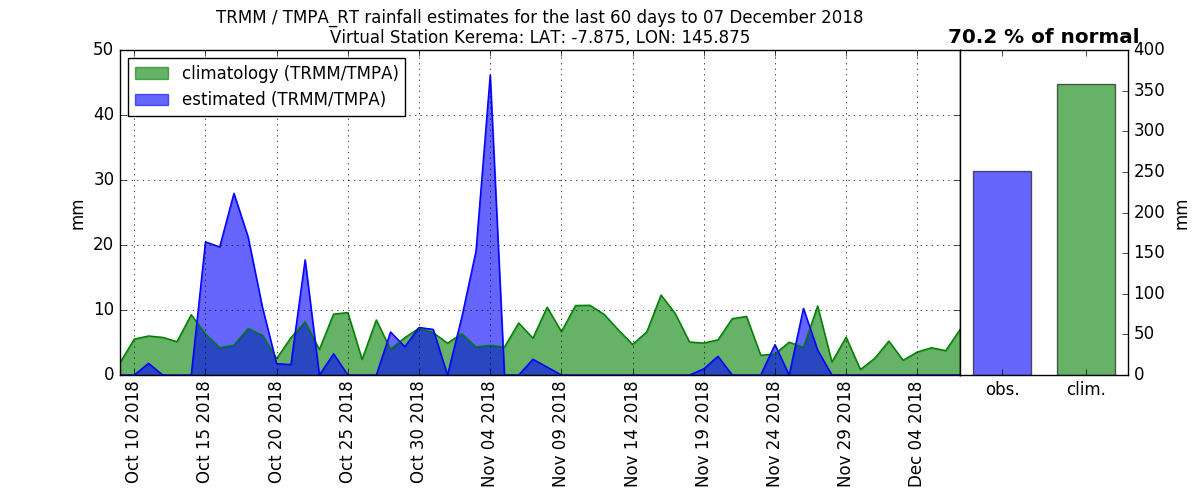 TRMM / TMPA_RT rainfall estimates for the last 60 days to 07 December 2018
Virtual Station Kerema: LAT: -7.875, LON: 145.875
70.2 % of normal
climatology (TRMM/TMPA)
estimated (TRMM/TMPA)
50
40
30
20
10
0
mm
Oct 10 2018
Oct 15 2018
Oct 20 2018
Oct 25 2018
Oct 30 2018
Nov 04 2018
Nov 09 2018
Nov 14 2018
Nov 19 2018
Nov 24 2018
Nov 29 2018
Dec 04 2018
obs.
clim.
400
350
300
250
200
150
100
50
0
mm